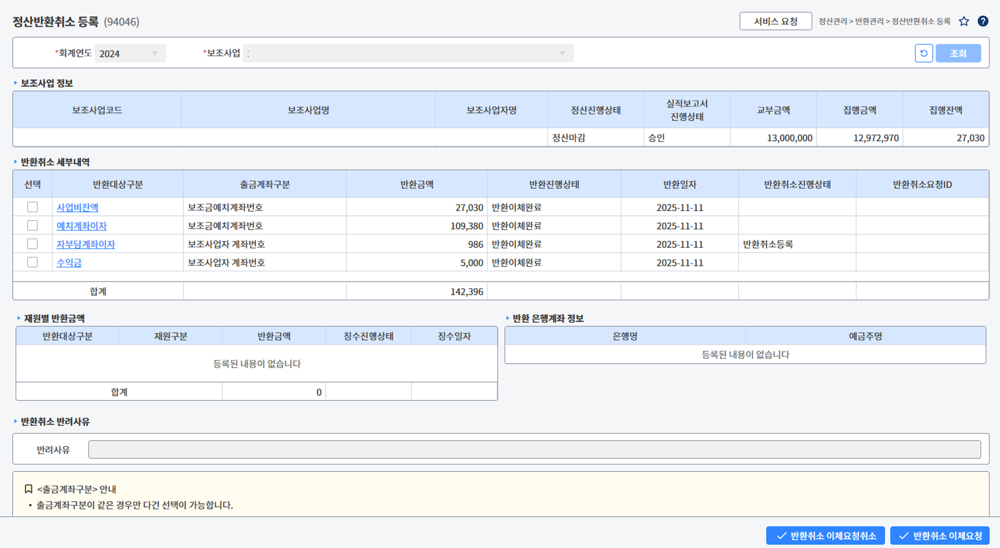 정산반환취소 등록 (94046)
서비스 요청
정산관리 > 반환관리 > 정산반환취소 등록
*회계연도 2024
*보조사업 :
조회
보조사업 정보
보조사업코드 보조사업명 보조사업자명 정산진행상태 실적보고서 진행상태 교부금액 집행금액 집행잔액
정산마감 승인 13,000,000 12,972,970 27,030
반환취소 세부내역
선택 반환대상구분 출금계좌구분 반환금액 반환진행상태 반환일자 반환취소진행상태 반환취소요청ID
사업비잔액 보조금예치계좌번호 27,030 반환이체완료 2025-11-11
예치계좌이자 보조금예치계좌번호 109,380 반환이체완료 2025-11-11
자부담계좌이자 보조사업자 계좌번호 986 반환이체완료 2025-11-11 반환취소등록
수익금 보조사업자 계좌번호 5,000 반환이체완료 2025-11-11
합계 142,396
재원별 반환금액
반환대상구분 재원구분 반환금액 징수진행상태 징수일자
등록된 내용이 없습니다
합계 0
반환 은행계좌 정보
은행명 예금주명
등록된 내용이 없습니다
반환취소 반려사유
반려사유
<출금계좌구분> 안내
• 출금계좌구분이 같은 경우만 다건 선택이 가능합니다.
반환취소 이체요청취소
반환취소 이체요청